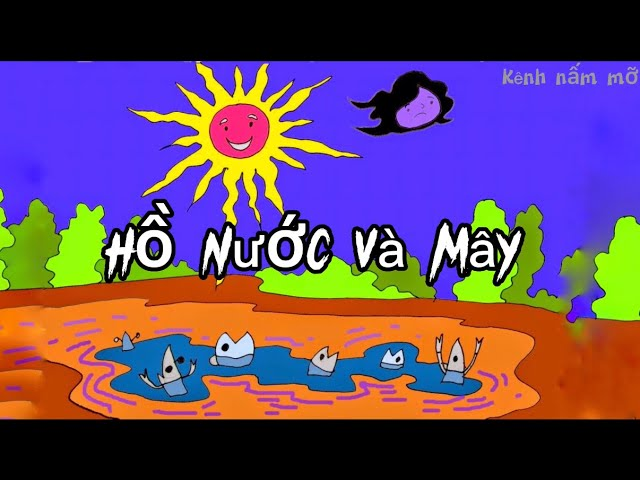 Kênh nấm mỡ
Hồ Nước Và Mây